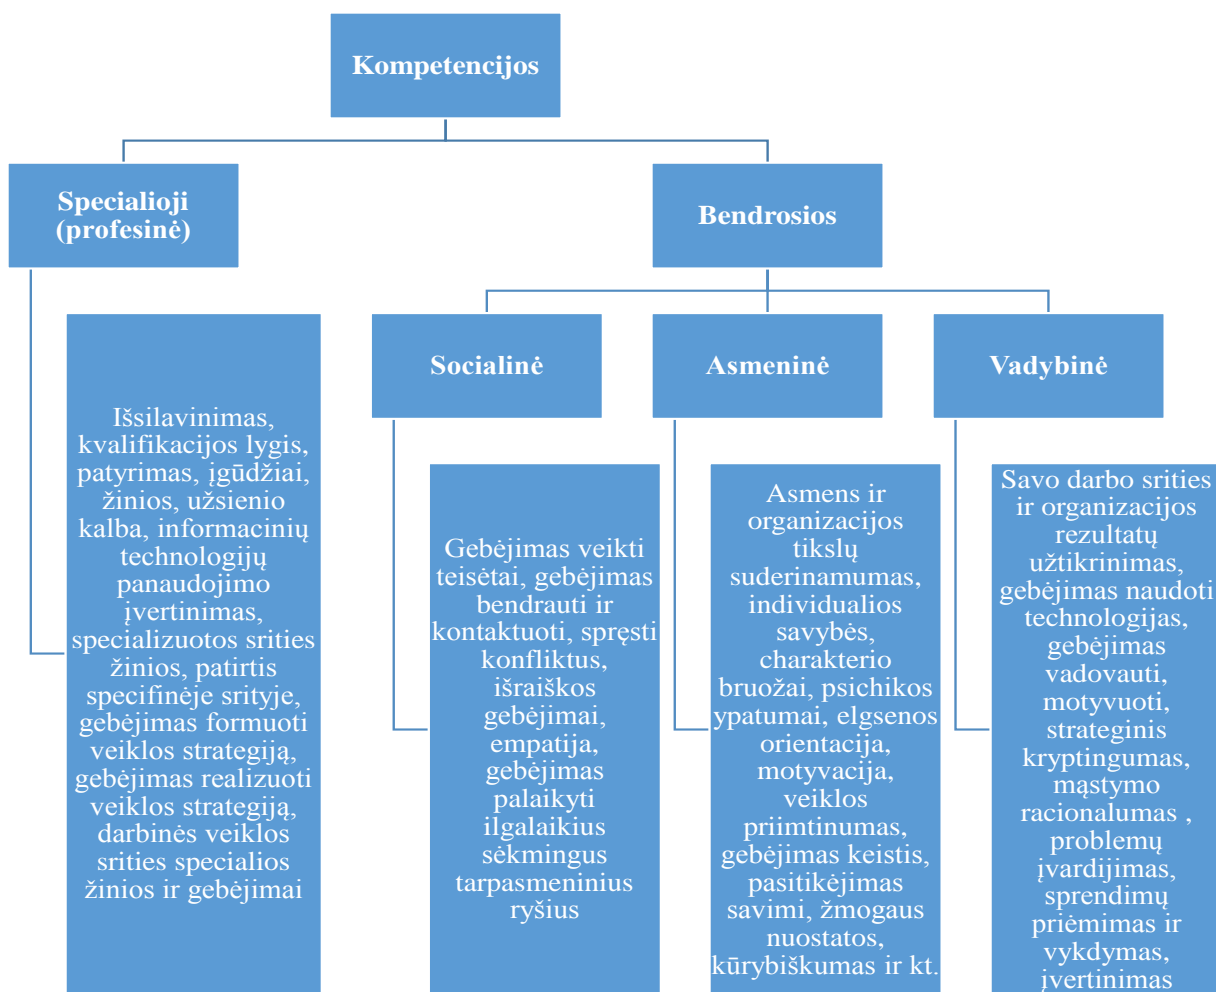 Kompetencijos
Specialioji
(profesinė)
Bendrosios
Socialinė
Asmeninė
Vadybinė
Išsilavinimas,
kvalifikacijos lygis,
patyrimas, įgūdžiai,
žinios, užsienio
kalba, informacinių
technologijų
panaudojimo
įvertinimas,
specializuotos srities
žinios, patirtis
specifinėje srityje,
gebėjimas formuoti
veiklos strategiją,
gebėjimas realizuoti
veiklos strategiją,
darbinės veiklos
srities specialios
žinios ir gebėjimai
Gebėjimas veikti
teisėtai, gebėjimas
bendrauti ir
kontaktuoti, spręsti
konfliktus,
išraiškos
gebėjimai,
empatija,
gebėjimas
palaikyti
ilgalaikius
sėkmingus
tarpasmeninius
ryšius
Asmens ir
organizacijos
tikslų
suderinamumas,
individualios
savybės,
charakterio
bruožai, psichikos
ypatumai, elgsenos
orientacija,
motyvacija,
veiklos
priimtinumas,
gebėjimas keistis,
pasitikėjimas
savimi, žmogaus
nuostatos,
kūrybiškumas ir kt.
Savo darbo srities
ir organizacijos
rezultatų
užtikrinimas,
gebėjimas naudoti
technologijas,
gebėjimas
vadovauti,
motyvuoti,
strateginis
kryptingumas,
mąstymo
racionalumas ,
problemų
įvardijimas,
sprendimų
priėmimas ir
vykdymas,
įvertinimas